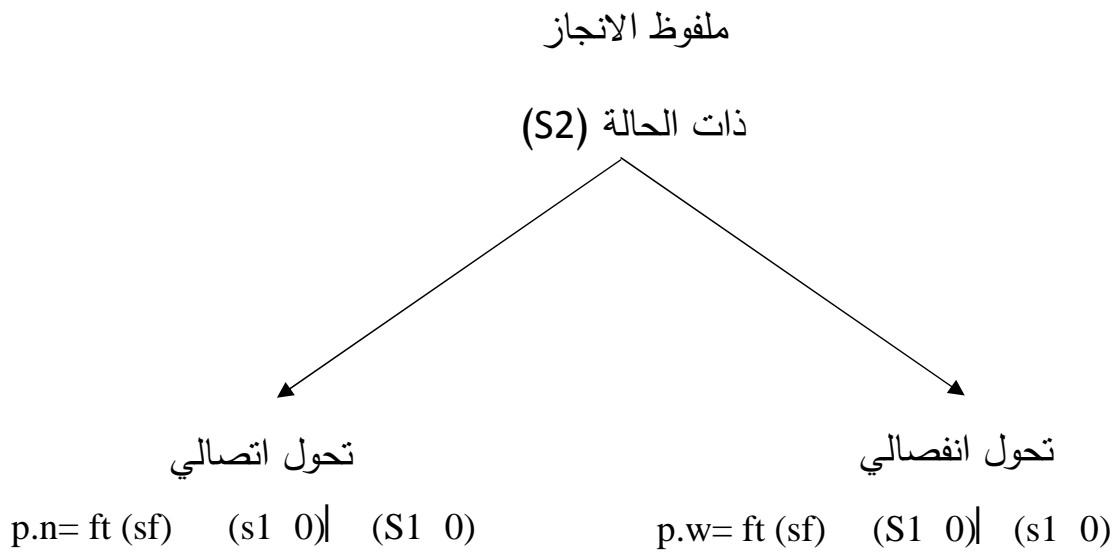 ملفوظ الانجاز
ذات الحالة (S2)
تحول انفصالي
تحول اتصالي
p.w= ft (sf) (S1 0)| (s1 0)
p.n= ft (sf) (s1 0)| (S1 0)